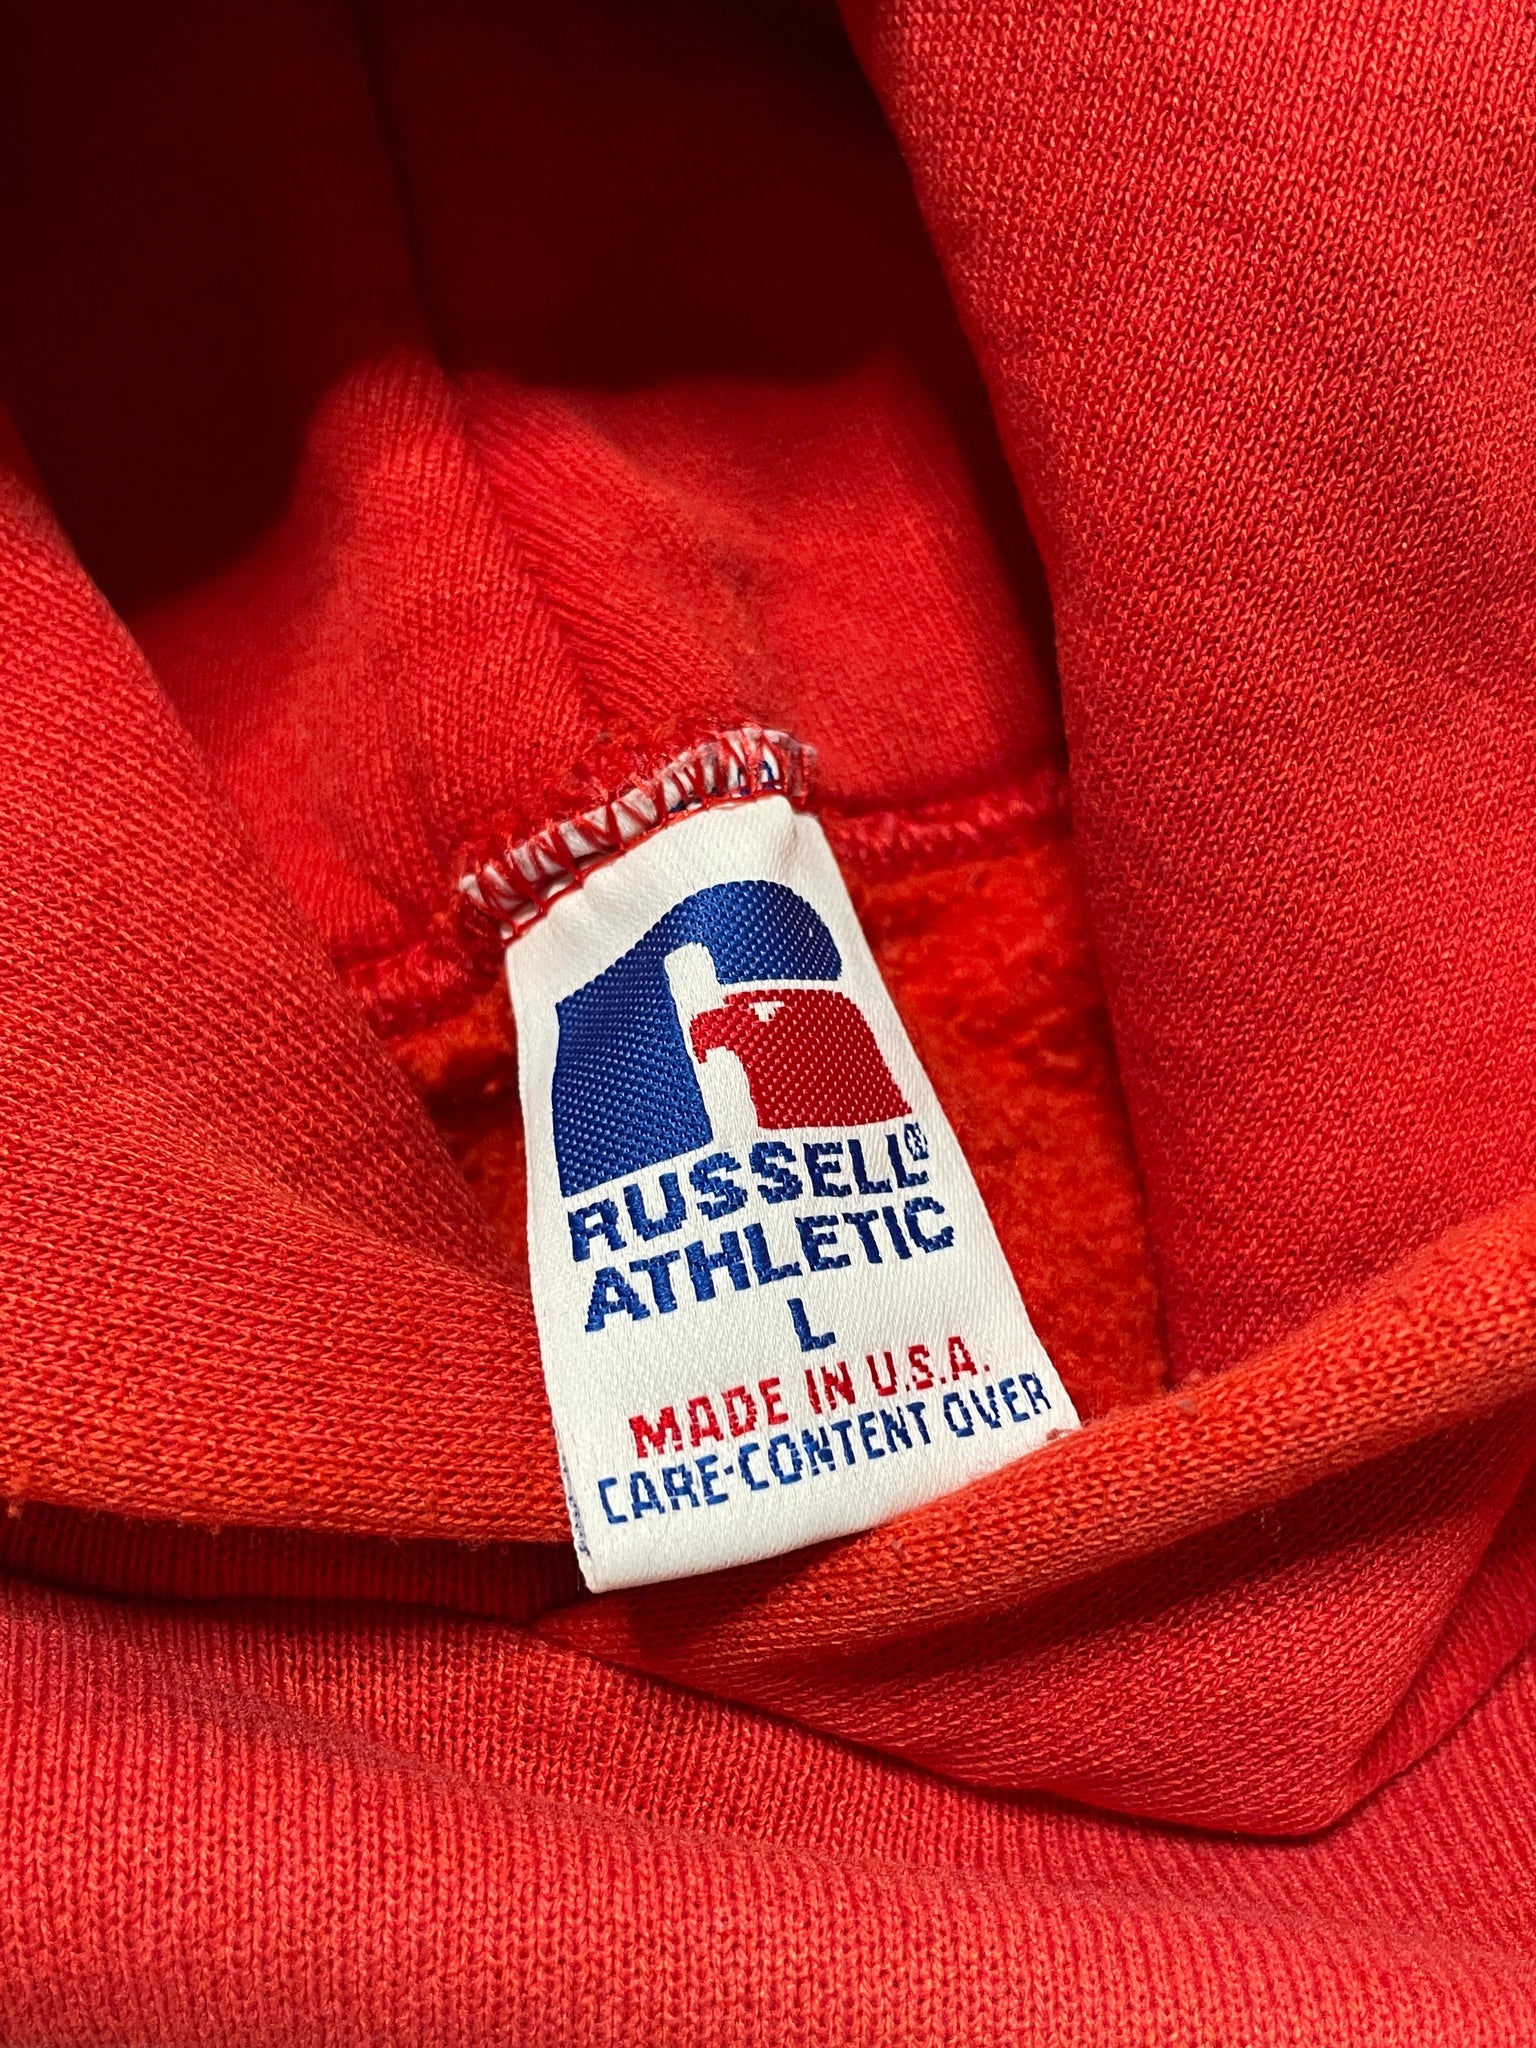 RUSSELL®
ATHLETIC
L
MADE IN U.S.A.
CARE-CONTENT OVER